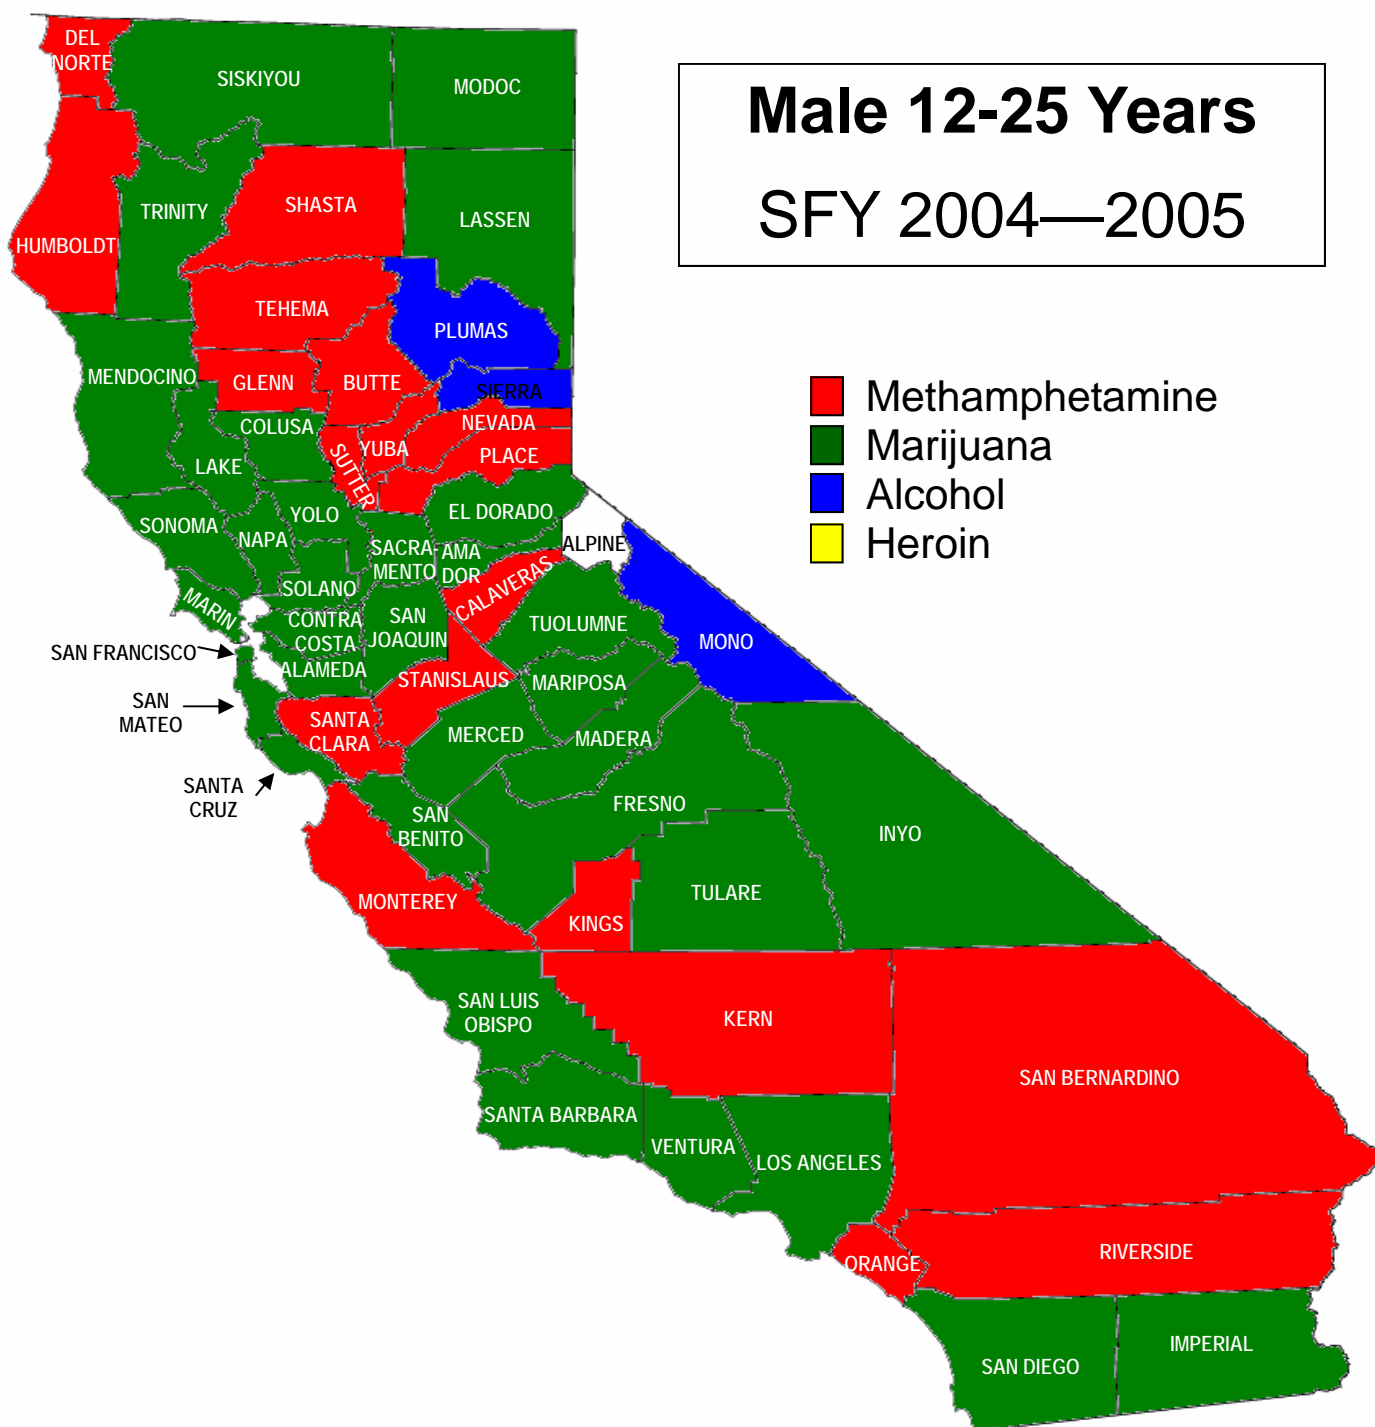 Male 12-25 Years
SFY 2004—2005
Methamphetamine
Marijuana
Alcohol
Heroin
DEL
NORTE
SISKIYOU
MODOC
HUMBOLDT
TRINITY
SHASTA
LASSEN
TEHEMA
PLUMAS
MENDOCINO
GLENN
BUTTE
SIERRA
COLUSA
LAKE
SUTTER
YUBA
NEVADA
PLACE
SONOMA
NAPA
YOLO
EL DORADO
SACRA-
MENTO
AMA
DOR
ALPINE
SOLANO
MARIN
CONTRA
COSTA
SAN
JOAQUIN
CALAVERAS
TUOLUMNE
MONO
SAN FRANCISCO
ALAMEDA
STANISLAUS
MARIPOSA
SAN
MATEO
SANTA
CLARA
MERCED
MADERA
SANTA
CRUZ
SAN
BENITO
FRESNO
INYO
MONTEREY
KINGS
TULARE
SAN LUIS
OBISPO
KERN
SAN BERNARDINO
SANTA BARBARA
VENTURA
LOS ANGELES
ORANGE
RIVERSIDE
SAN DIEGO
IMPERIAL